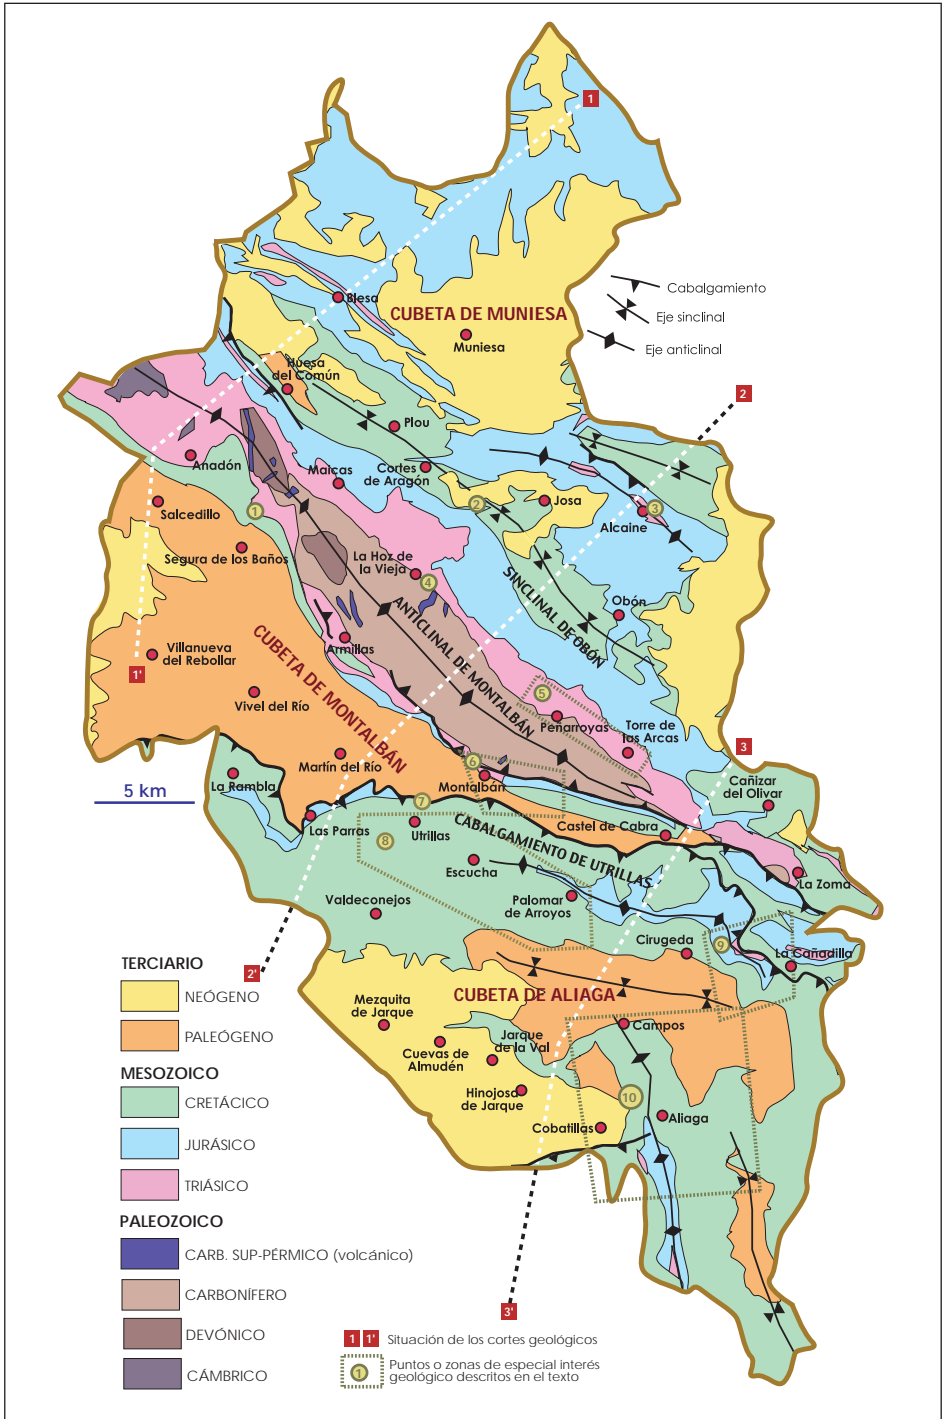 1
Cabalgamiento
Blesa
Eje sinclinal
CUBETA DE MUNIESA
Muniesa
Eje anticlinal
Huesa
del Común
2
Plou
Anadón
Maicas
Cortes
de Aragón
Salcedillo
1
2
Josa
3
Alcaine
Segura de los Baños
La Hoz de
la Vieja
4
SINCLINAL DE OBÓN
Obón
ANTICLINAL DE MONTALBÁN
Armillas
CUBETA DE MONTALBÁN
Villanueva
del Rebollar
1'
Vivel del Río
5
Peñarroyas
Torre de
las Arcas
3
Martín del Río
6
Montalbán
La Rambla
Cañizar
del Olivar
5 km
7
Las Parras
Utrillas
CABALGAMIENTO DE UTRILLAS
Castel de Cabra
8
Escucha
La Zoma
Valdeconejos
Palomar
de Arroyos
Cirugeda
9
La Cañadilla
2'
TERCIARIO
NEÓGENO
PALEÓGENO
CUBETA DE ALIAGA
Mezquita
de Jarque
Campos
Cuevas de
Almudén
Jarque
de la Val
Hinojosa
de Jarque
10
Aliaga
Cobatillas
MESOZOICO
CRETÁCICO
JURÁSICO
TRIÁSICO
PALEOZOICO
CARB. SUP-PÉRMICO (volcánico)
CARBONÍFERO
DEVÓNICO
CÁMBRICO
3'
1 1' Situación de los cortes geológicos
1 Puntos o zonas de especial interés
geológico descritos en el texto